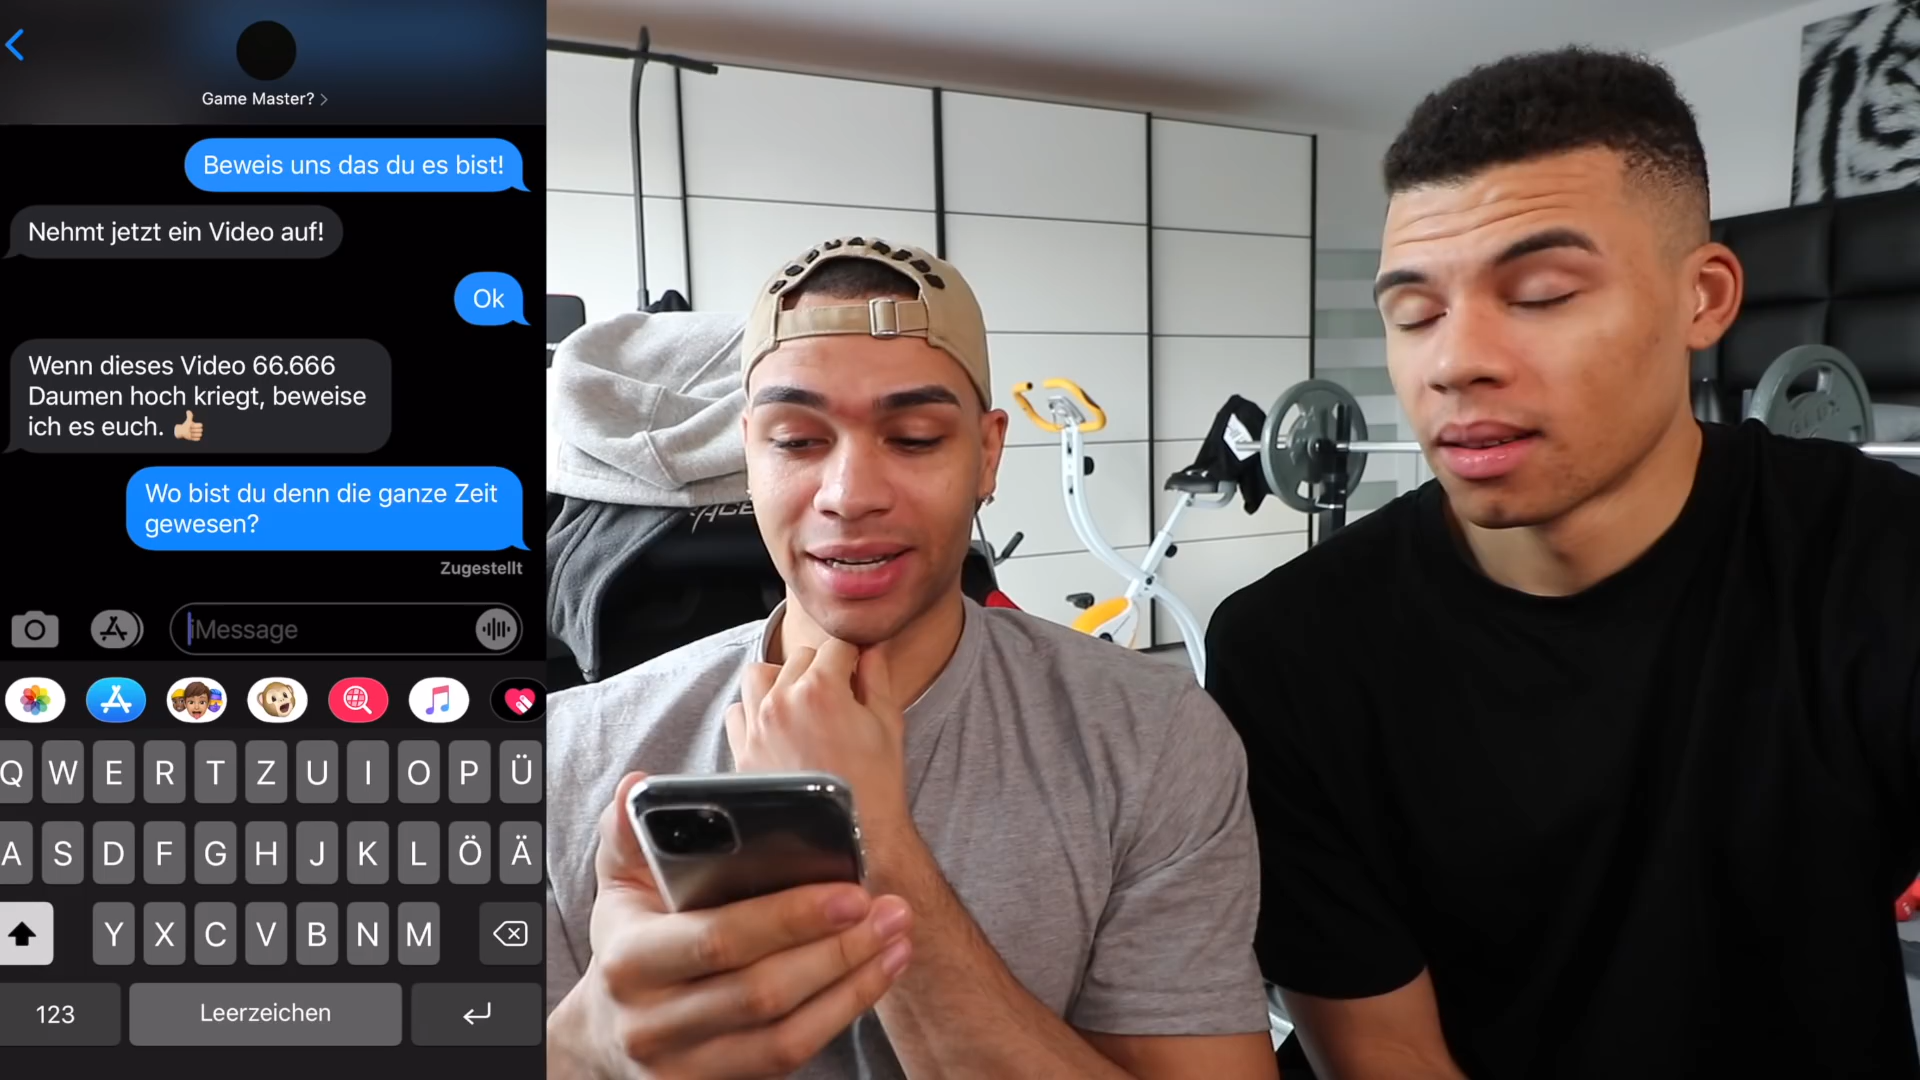 Game Master?
Beweis uns das du es bist!
Nehmt jetzt ein Video auf!
Ok
Wenn dieses Video 66.666
Daumen hoch kriegt, beweise
ich es euch. 👍🏼
Wo bist du denn die ganze Zeit
gewesen?
Zugestellt
iMessage
Q W E R T Z U I O P Ü
A S D F G H J K L Ö Ä
Y X C V B N M
123 Leerzeichen